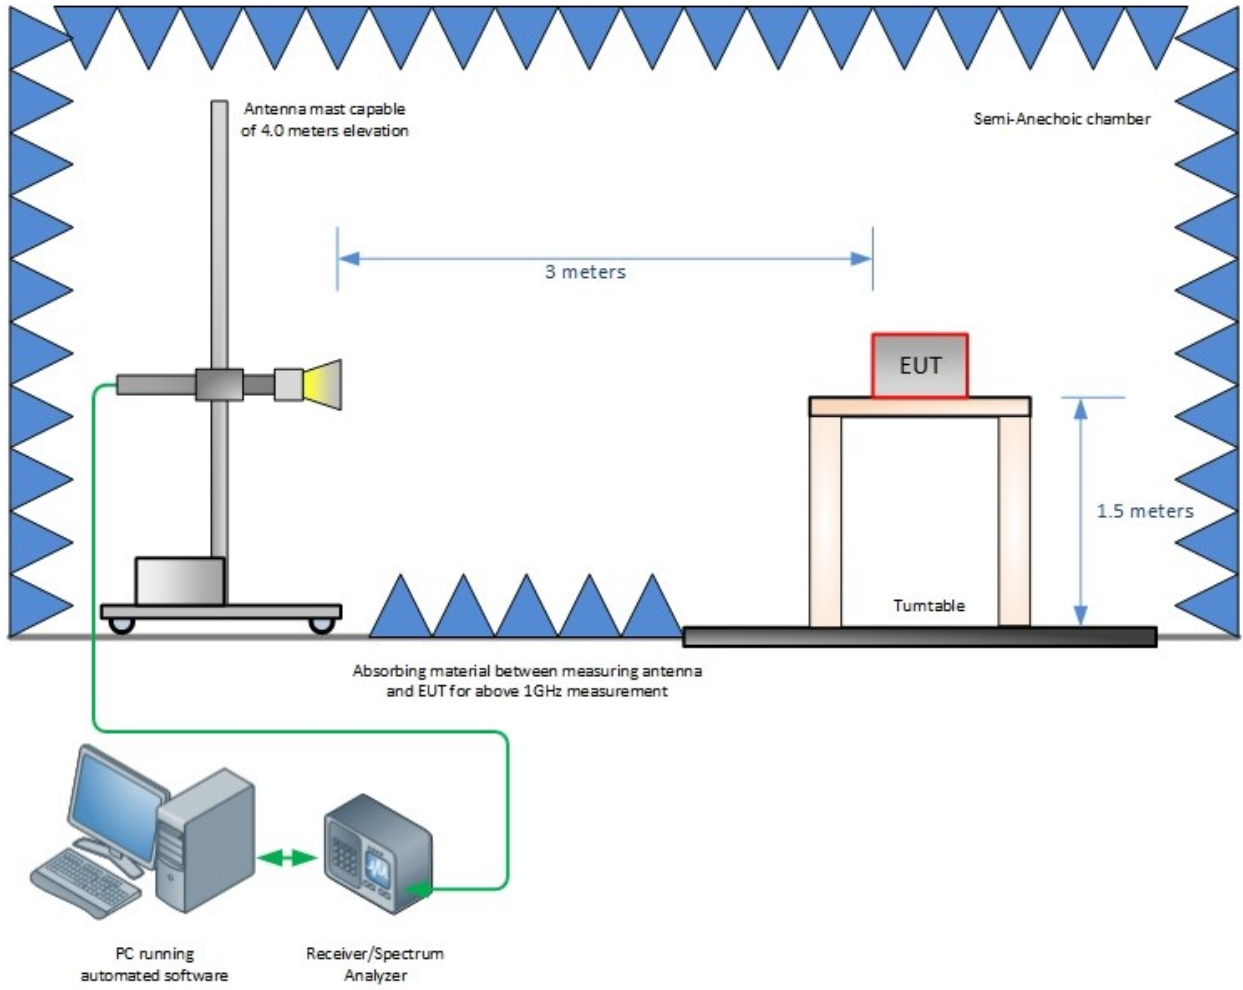 Antenna mast capable
of 4.0 meters elevation
Semi-Anechoic chamber
3 meters
EUT
1.5 meters
Turntable
Absorbing material between measuring antenna
and EUT for above 1GHz measurement
PC running
automated software
Receiver/Spectrum
Analyzer